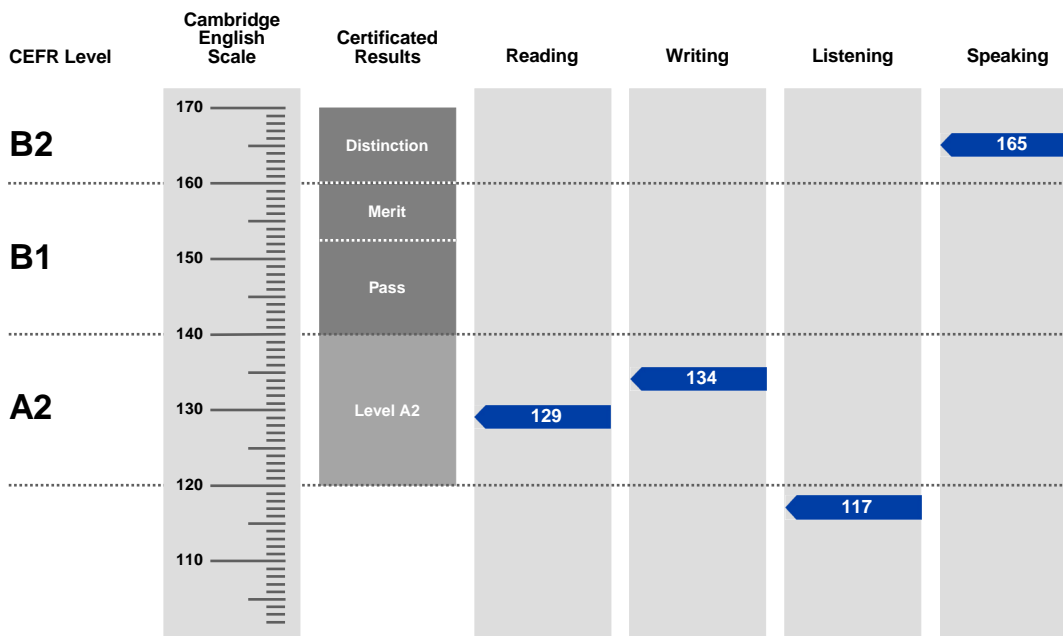 CEFR Level
Cambridge
English
Scale
Certificated
Results
Reading
Writing
Listening
Speaking
170
B2
Distinction
165
160
Merit
B1
150
Pass
140
134
A2
130
Level A2
129
120
117
110